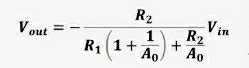 V_out = − R_2 / (R_1 (1 + 1/A_0) + R_2/A_0) V_in